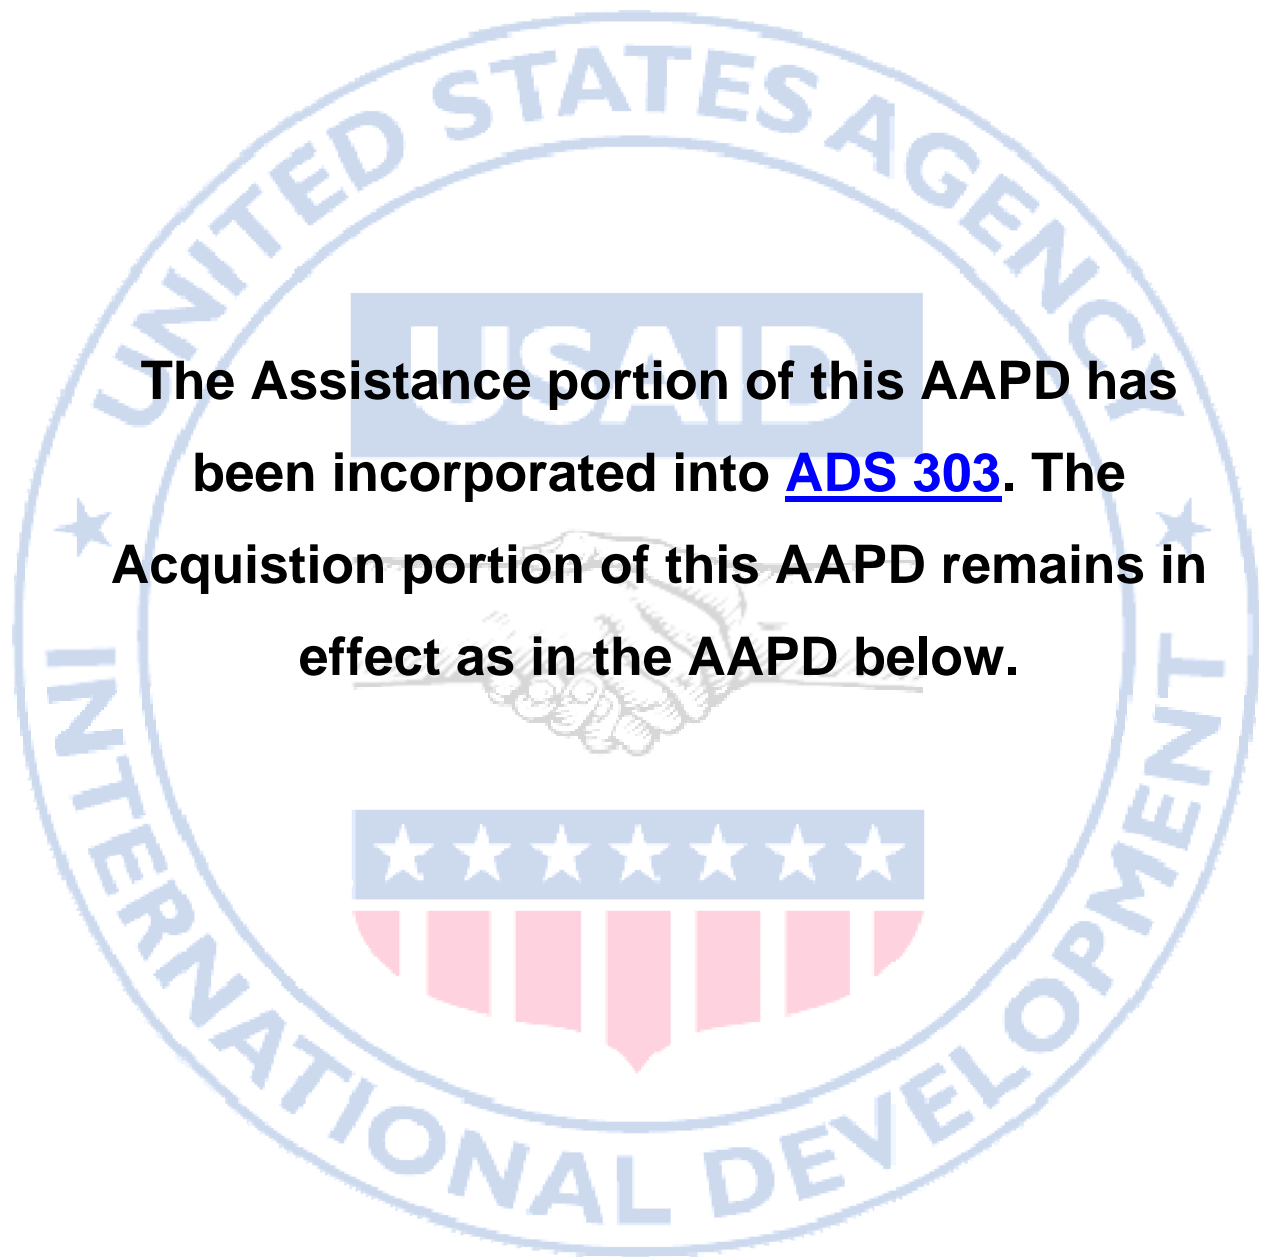 UNITED STATES AGENCY
USAID
The Assistance portion of this AAPD has
been incorporated into ADS 303. The
Acquistion portion of this AAPD remains in
effect as in the AAPD below.
INTERNATIONAL DEVELOPMENT